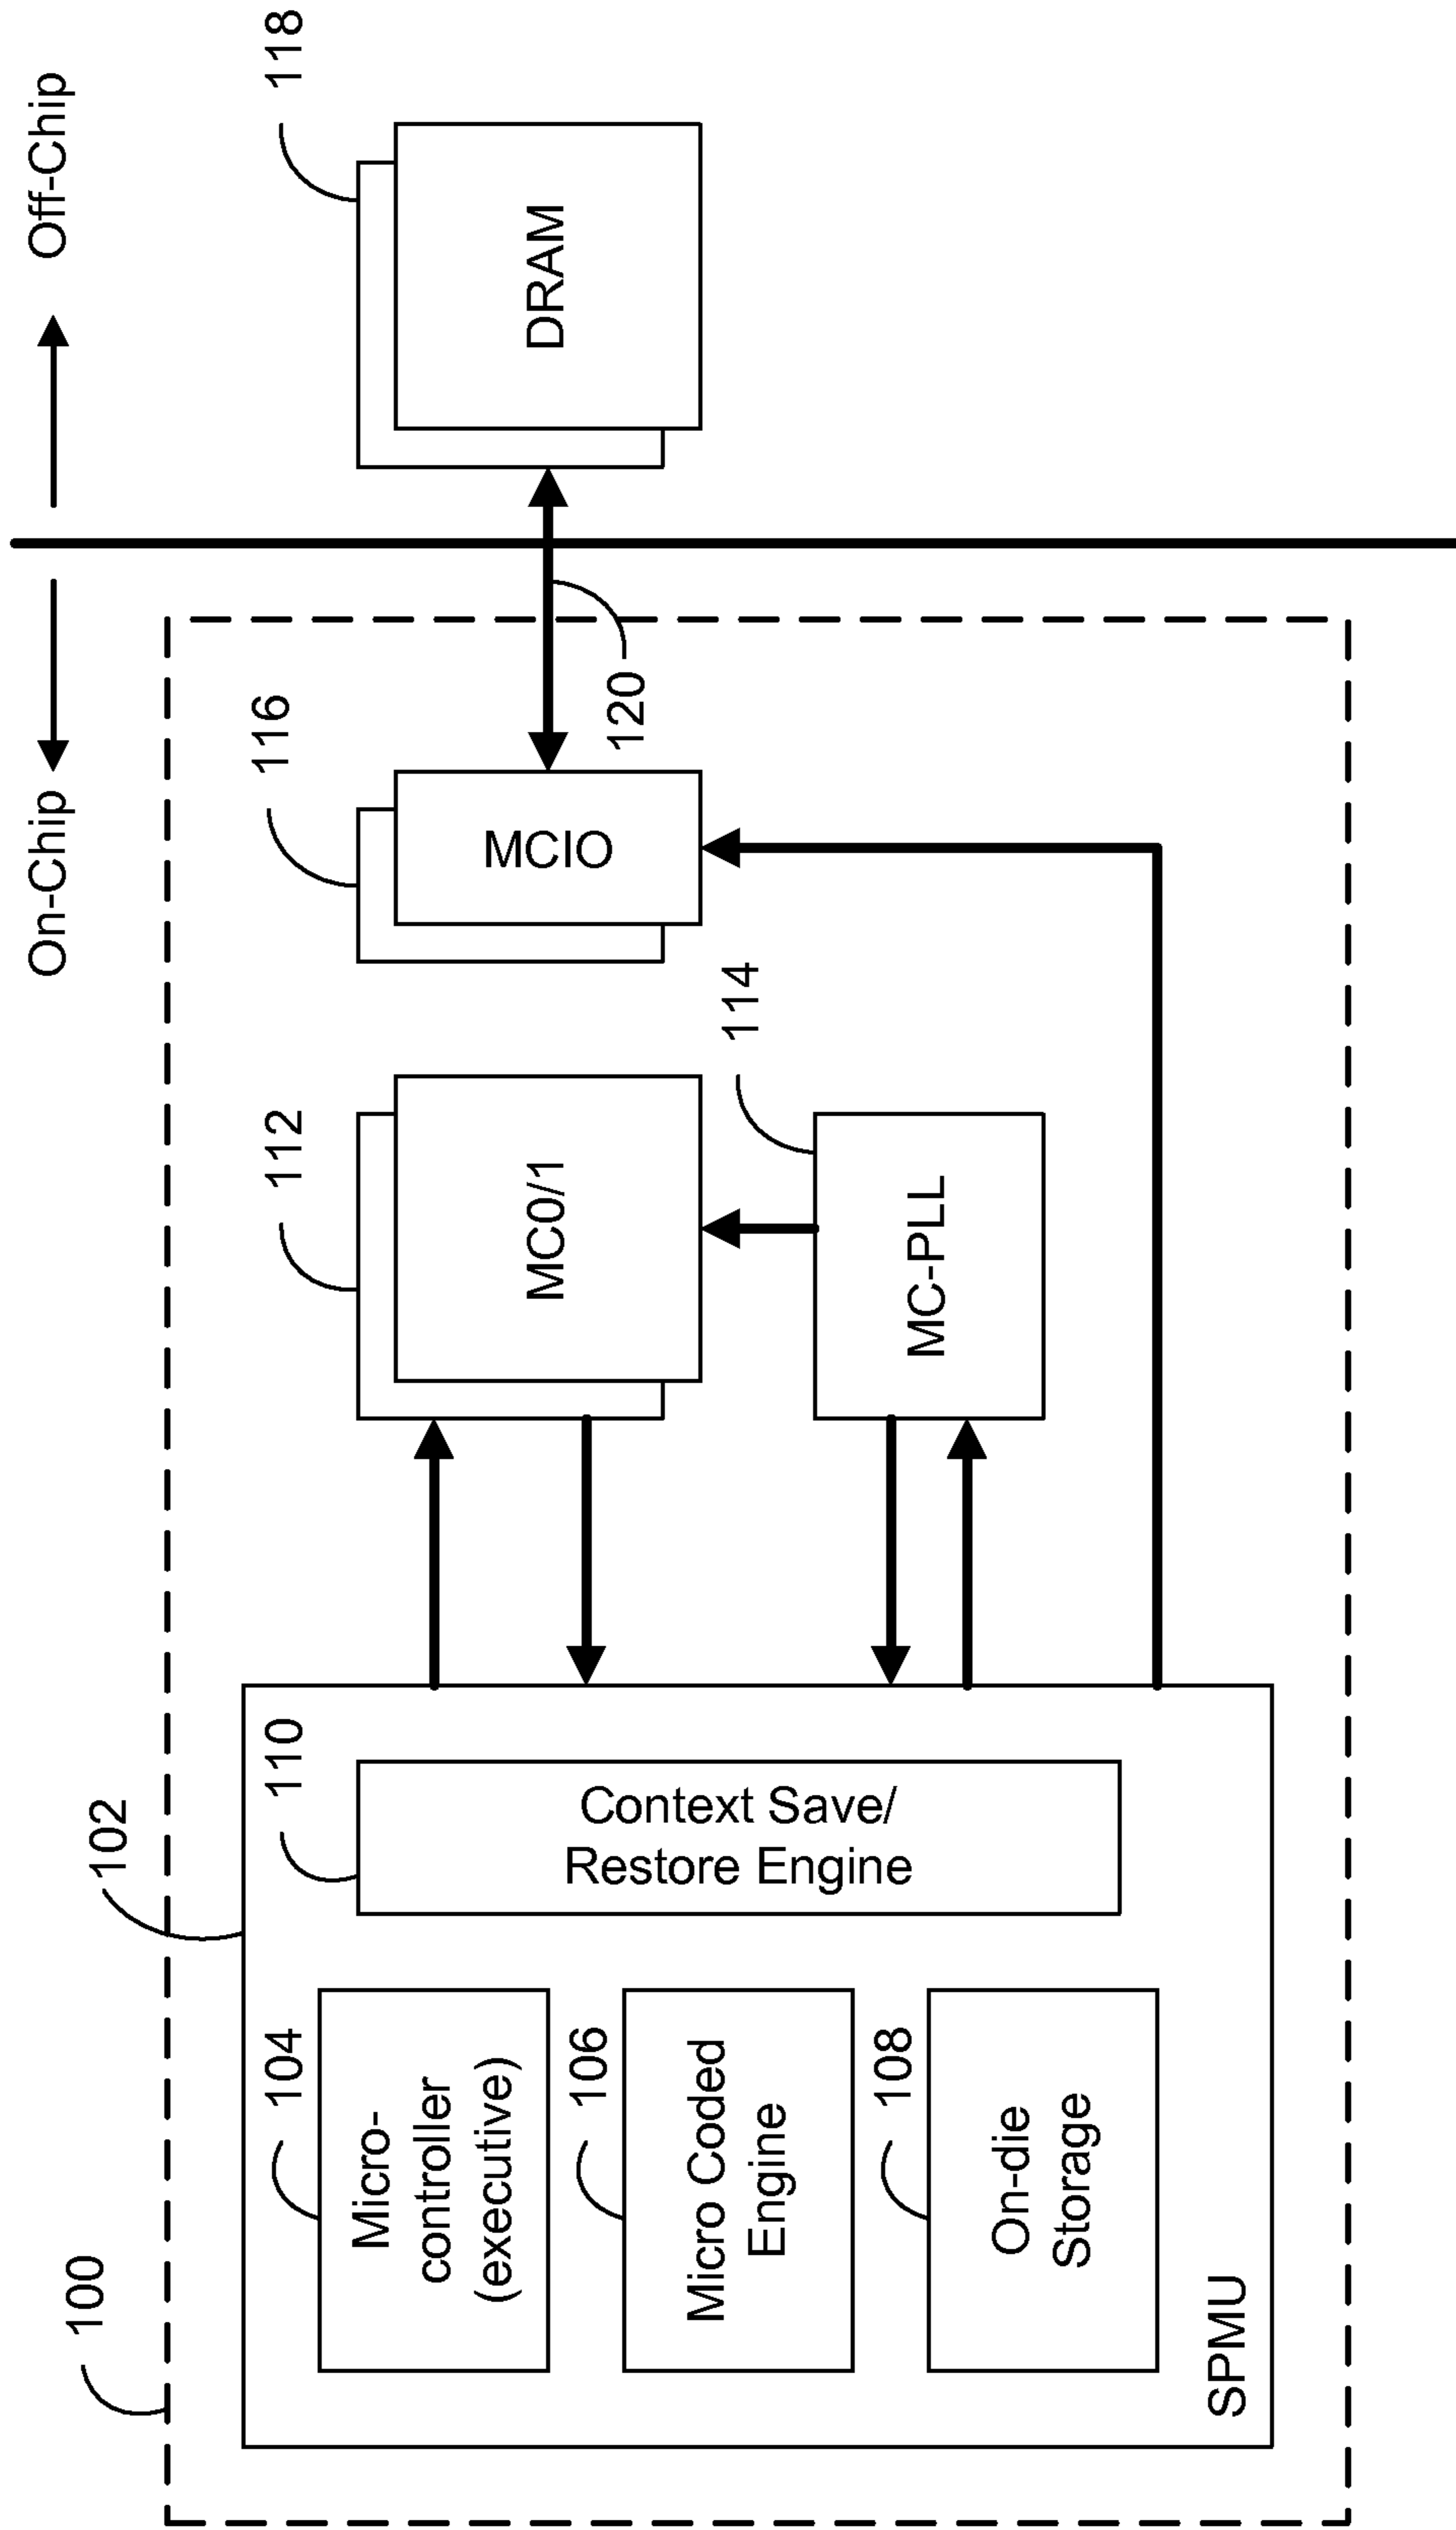 On-Chip
Off-Chip
100
102
104
Micro-
controller
(executive)
106
Micro Coded
Engine
108
On-die
Storage
SPMU
110
Context Save/
Restore Engine
112
MC0/1
114
MC-PLL
116
MCIO
120
118
DRAM